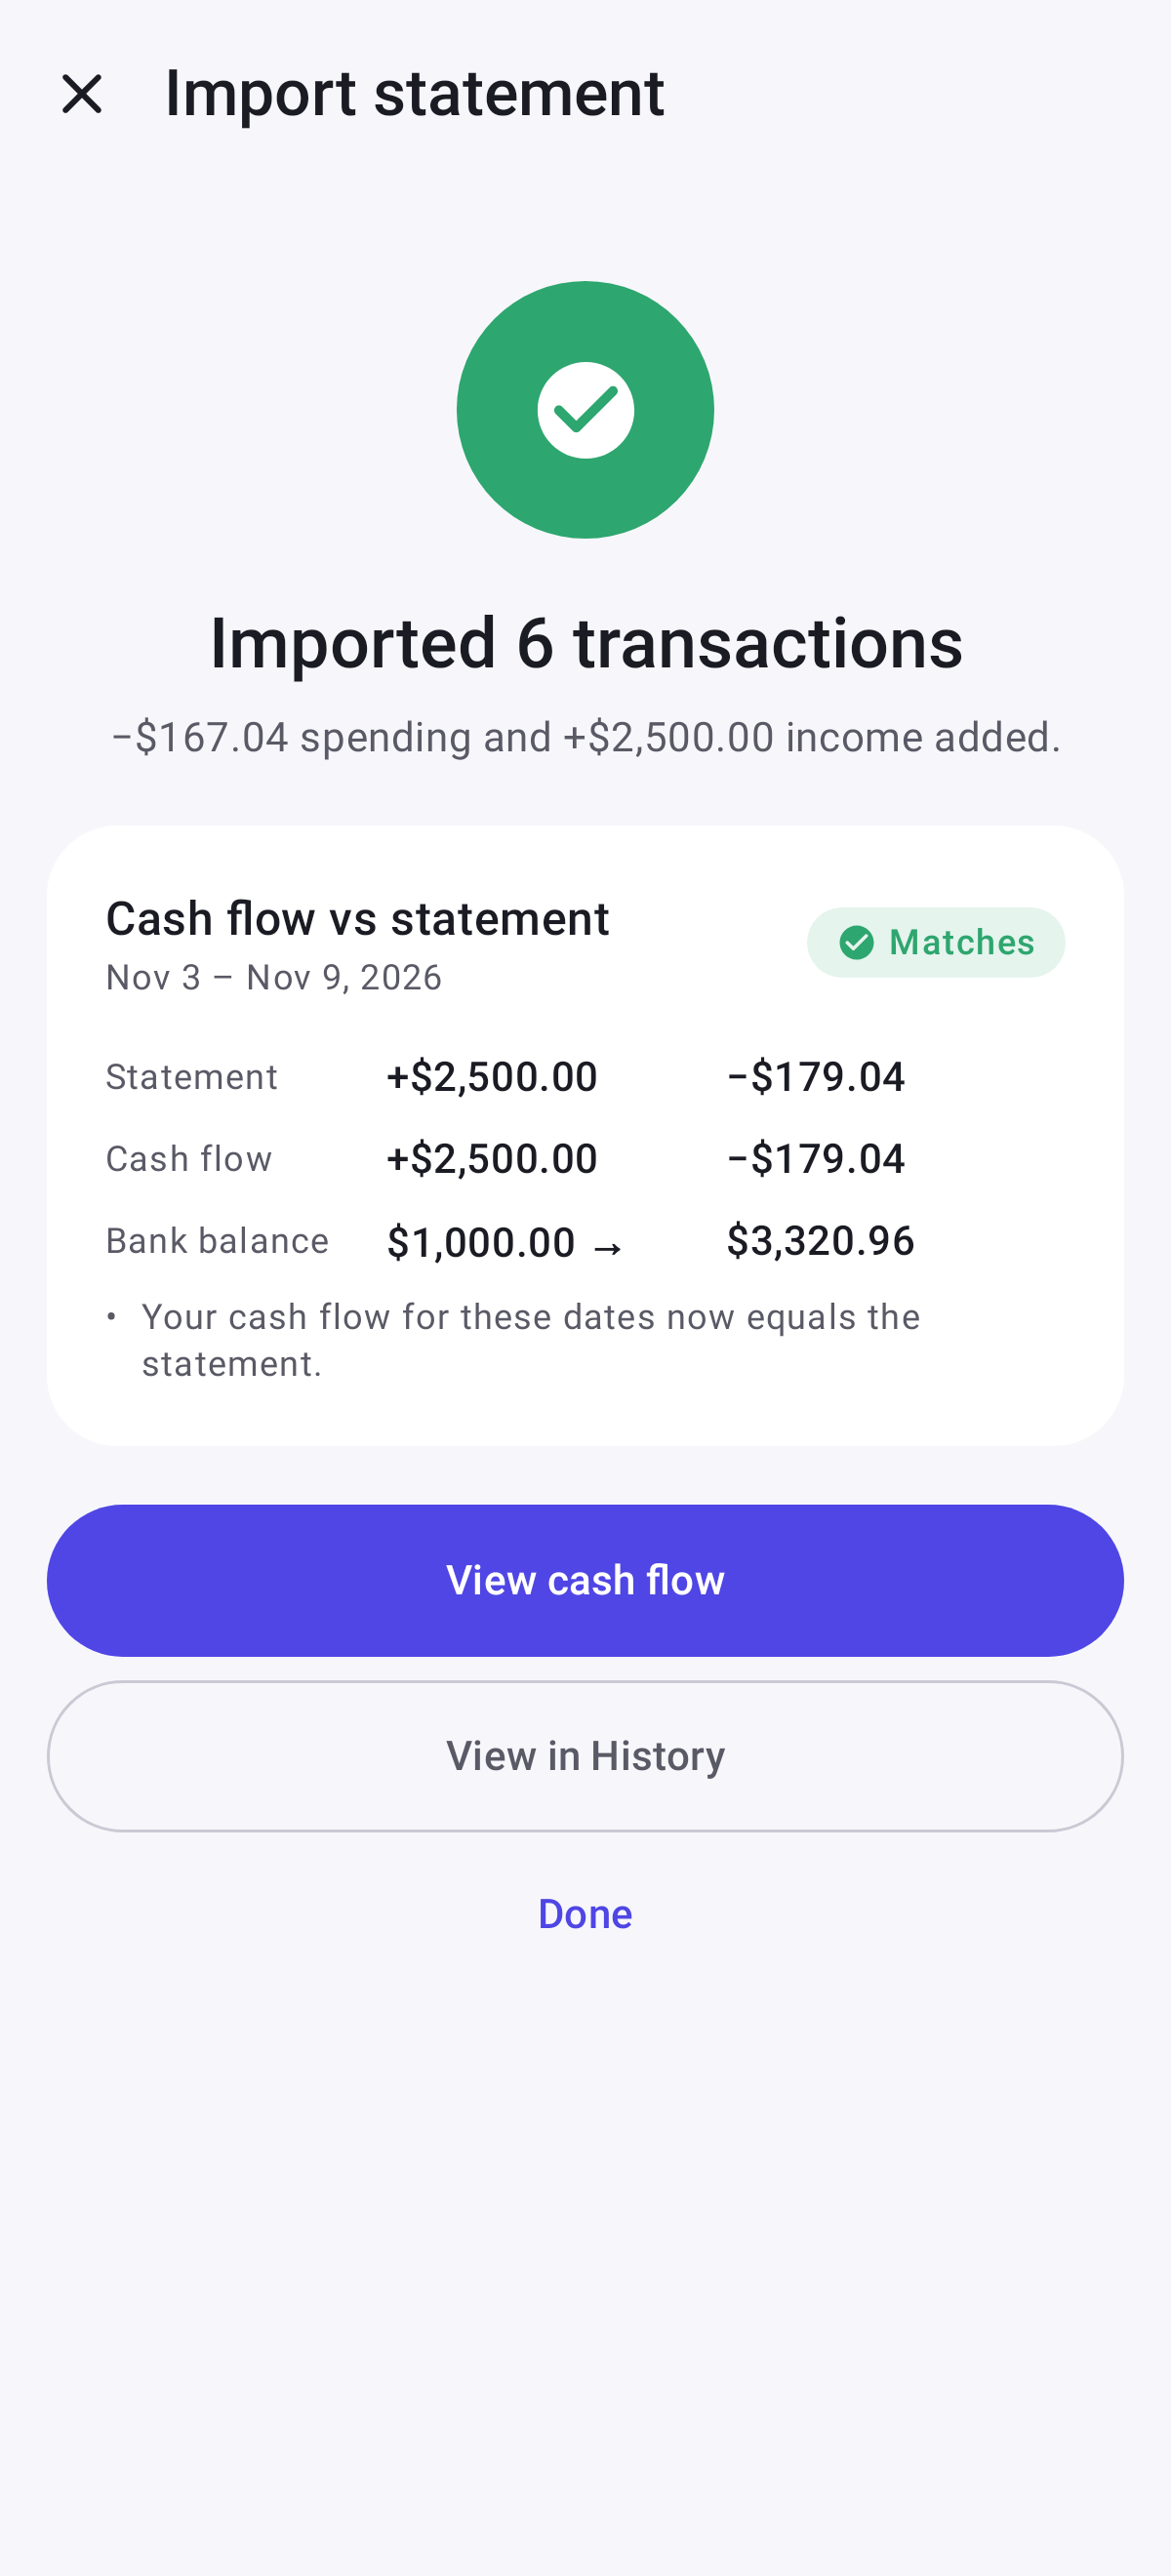 Import statement
Imported 6 transactions
−$167.04 spending and +$2,500.00 income added.
Cash flow vs statement
Matches
Nov 3 – Nov 9, 2026
Statement +$2,500.00 −$179.04
Cash flow +$2,500.00 −$179.04
Bank balance $1,000.00 → $3,320.96
• Your cash flow for these dates now equals the
statement.
View cash flow
View in History
Done